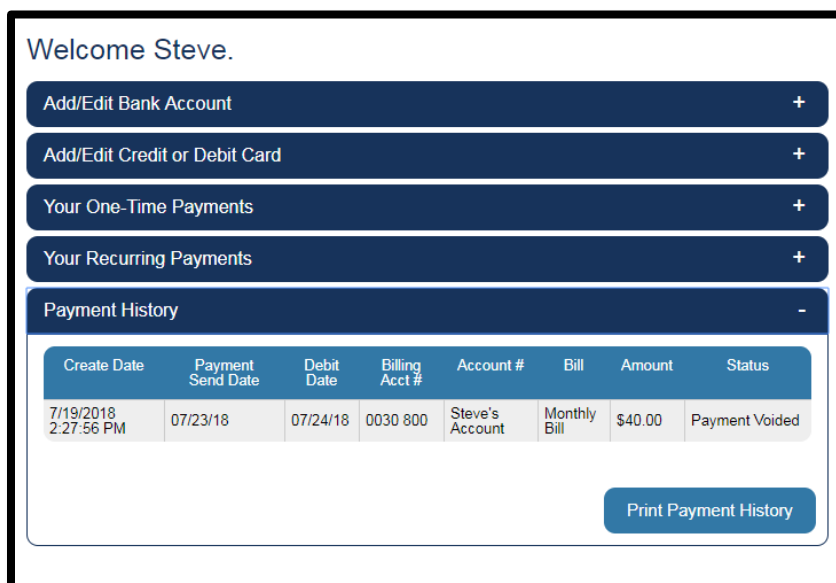 Welcome Steve.
Add/Edit Bank Account +
Add/Edit Credit or Debit Card +
Your One-Time Payments +
Your Recurring Payments +
Payment History -
Create Date Payment Send Date Debit Date Billing Acct # Account # Bill Amount Status
7/19/2018 2:27:56 PM 07/23/18 07/24/18 0030 800 Steve's Account Monthly Bill $40.00 Payment Voided
Print Payment History